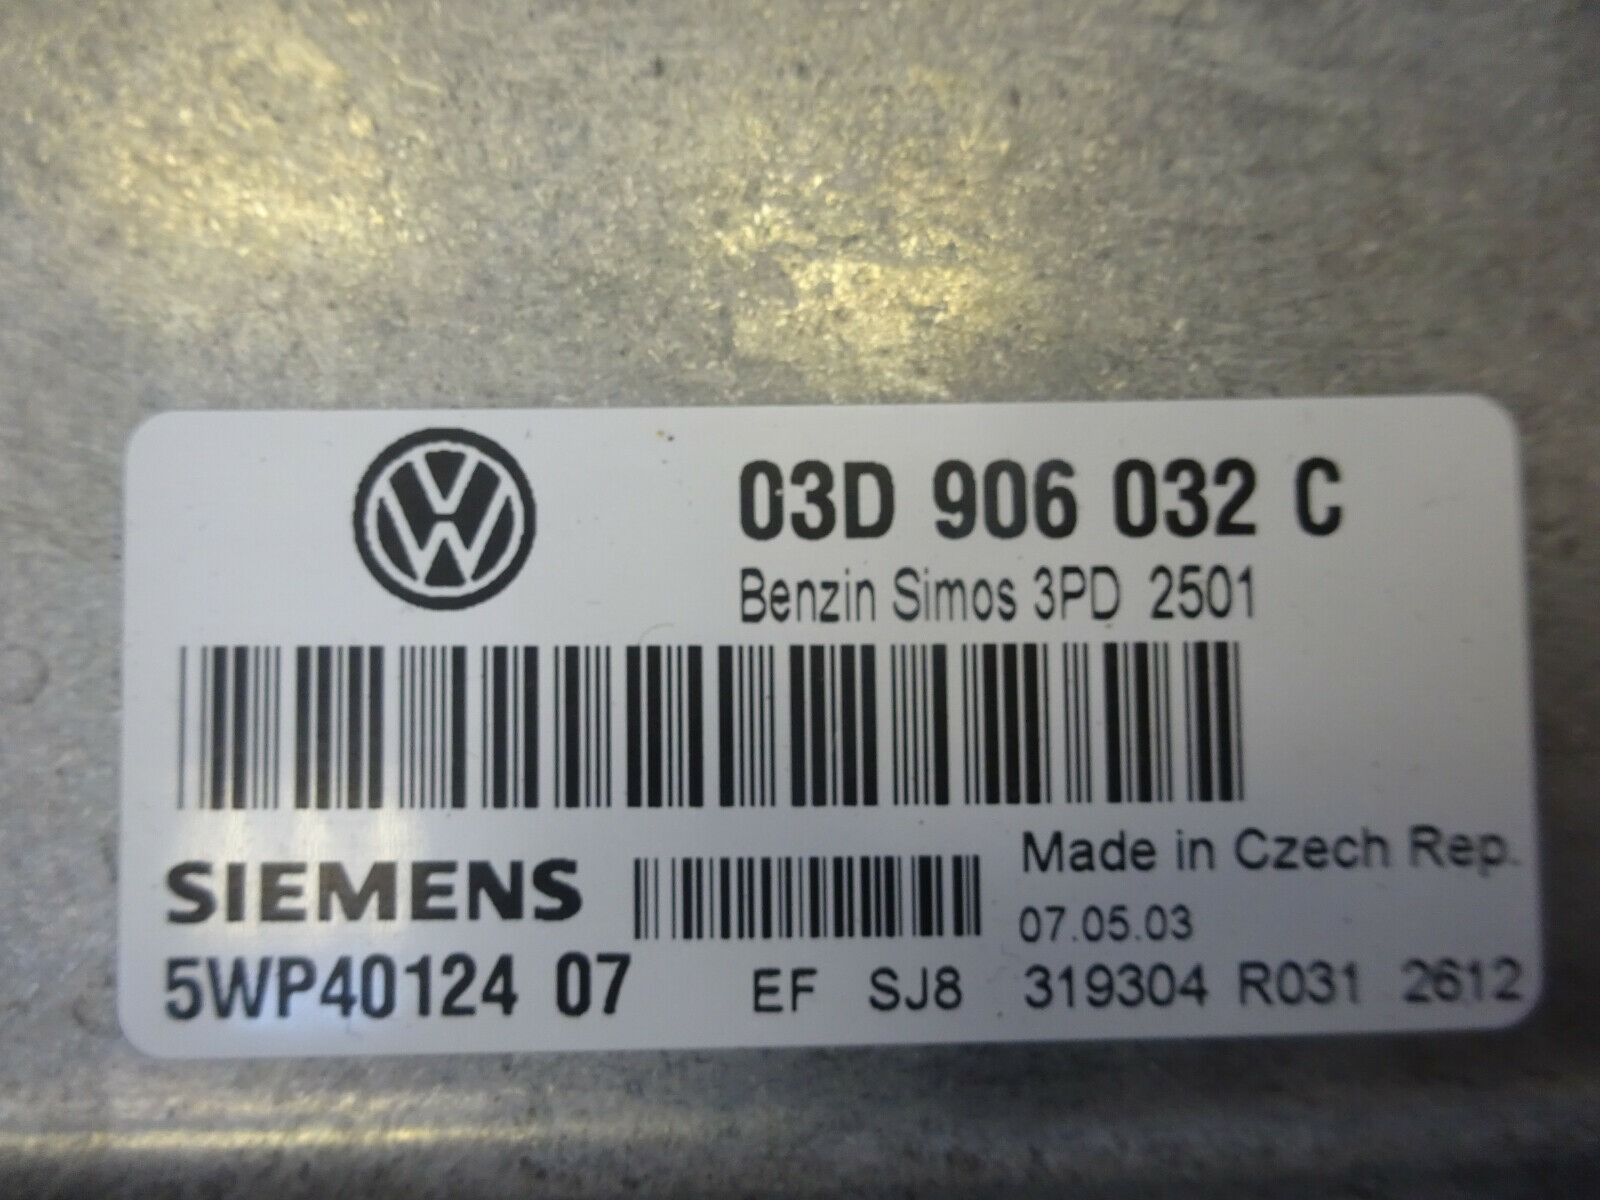 03D 906 032 C
Benzin Simos 3PD 2501
SIEMENS
Made in Czech Rep.
07.05.03
5WP40124 07 EF SJ8 319304 R031 2612